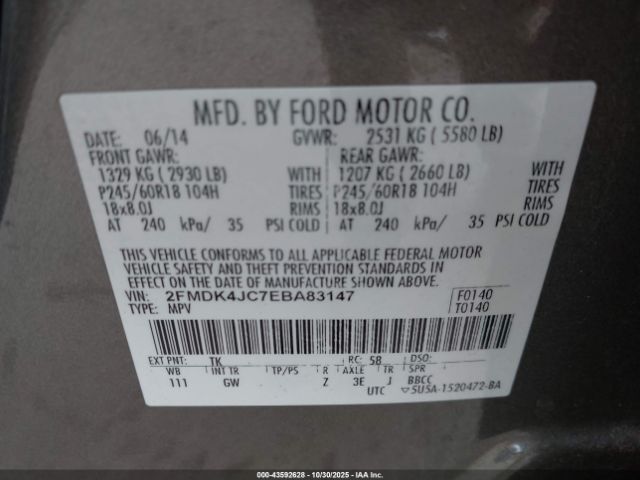 MFD. BY FORD MOTOR CO.
DATE: 06/14 GVWR: 2531 KG ( 5580 LB)
FRONT GAWR: REAR GAWR:
1329 KG ( 2930 LB) WITH 1207 KG ( 2660 LB) WITH
P245/60R18 104H TIRES P245/60R18 104H TIRES
18x8.0J RIMS 18x8.0J RIMS
AT 240 kPa/ 35 PSI COLD AT 240 kPa/ 35 PSI COLD
THIS VEHICLE CONFORMS TO ALL APPLICABLE FEDERAL MOTOR
VEHICLE SAFETY AND THEFT PREVENTION STANDARDS IN
EFFECT ON THE DATE OF MANUFACTURE SHOWN ABOVE.
VIN: 2FMDK4JC7EBA83147 F0140
TYPE: MPV T0140
EXT PNT: TK RC: 58 DSO:
WB INT TR TP/PS R AXLE TR SPR
111 GW Z 3E J BBCC
UTC ▽5U5A-1520472-BA
00-43592628 - 10/30/2025 - IAAI.com